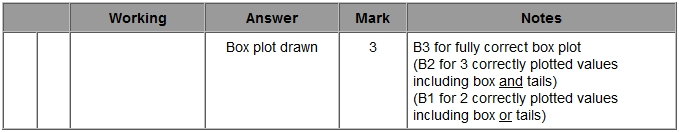 Working Answer Mark Notes
Box plot drawn 3 B3 for fully correct box plot
(B2 for 3 correctly plotted values
including box and tails)
(B1 for 2 correctly plotted values
including box or tails)